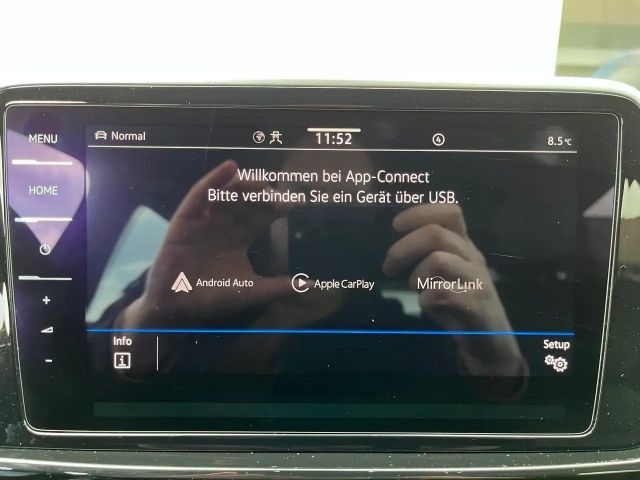 MENU
Normal
11:52
4
8.5°C
Willkommen bei App-Connect
HOME
Bitte verbinden Sie ein Gerät über USB.
Android Auto
Apple CarPlay
MirrorLink
+
-
Info
i
Setup